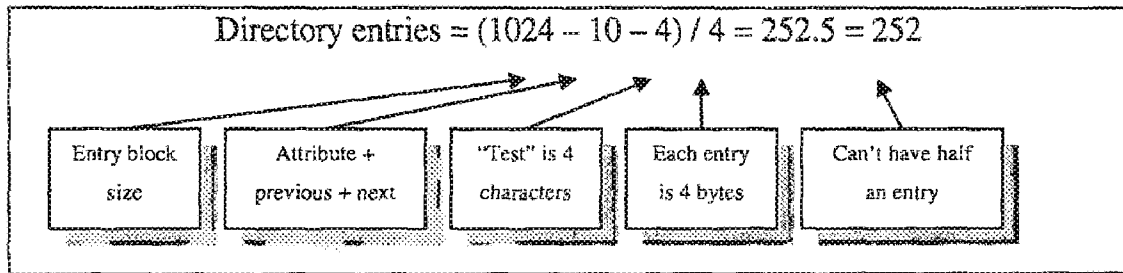 Directory entries = (1024 – 10 – 4) / 4 = 252.5 = 252
Entry block
size
Attribute +
previous + next
"Test" is 4
characters
Each entry
is 4 bytes
Can't have half
an entry